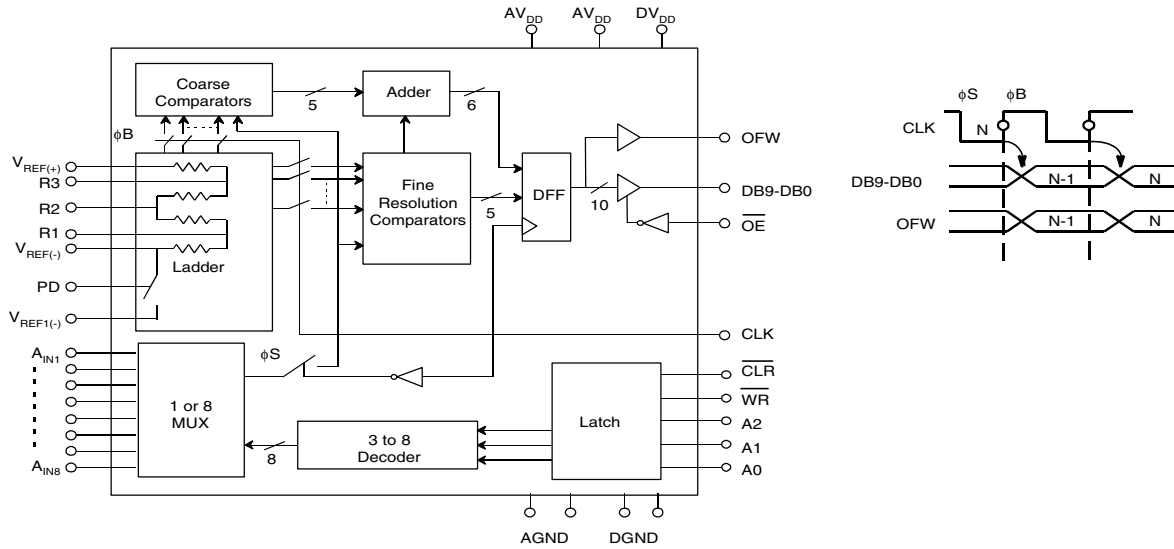 AVDD AVDD DVDD
Coarse
Comparators
5
Adder
6
φB
VREF(+)
R3
R2
R1
VREF(-)
PD
VREF1(-)
Ladder
Fine
Resolution
Comparators
5
DFF
10
OFW
DB9-DB0
OE
CLK
AIN1
AIN8
φS
1 or 8
MUX
8
3 to 8
Decoder
Latch
CLR
WR
A2
A1
A0
AGND DGND
φS φB
CLK
N
DB9-DB0
N-1 N
OFW
N-1 N